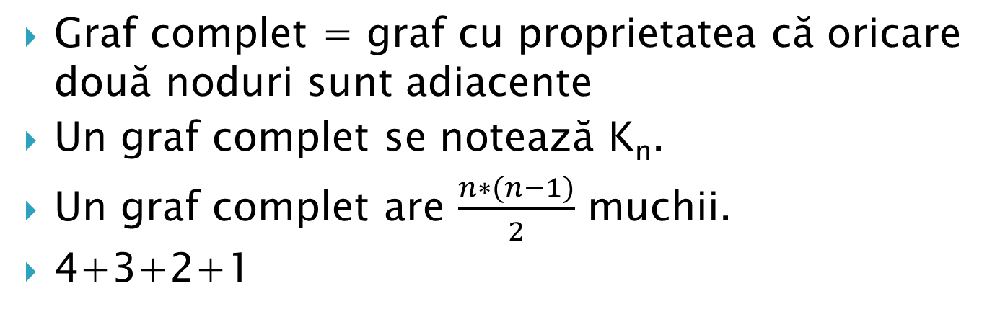 Graf complet = graf cu proprietatea că oricare
două noduri sunt adiacente
Un graf complet se notează Kₙ.
Un graf complet are n*(n−1)/2 muchii.
4+3+2+1